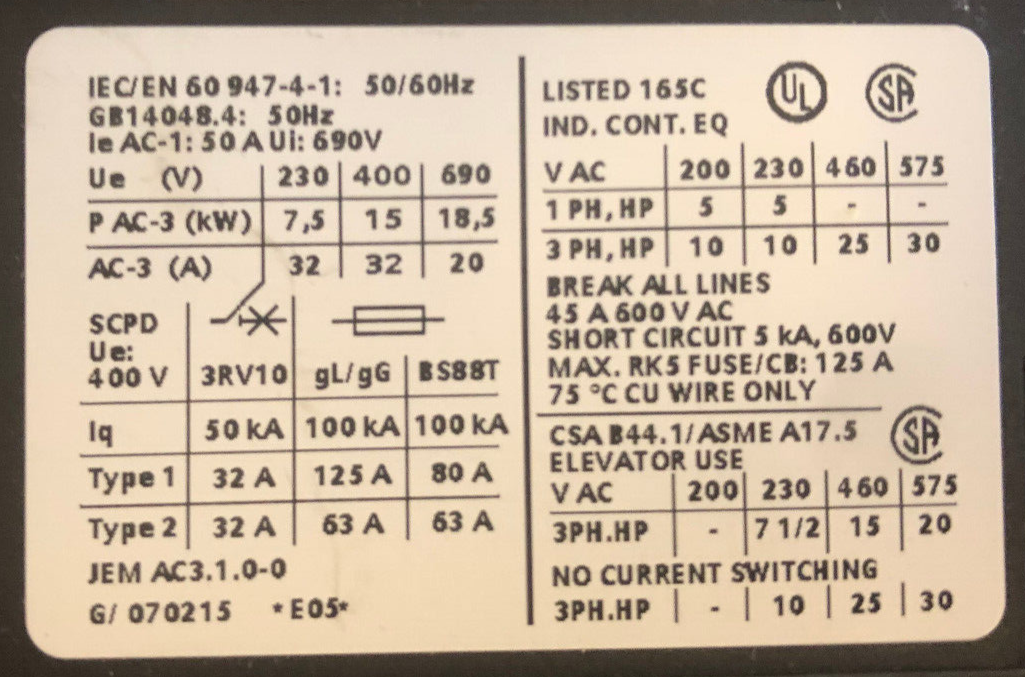 IEC/EN 60 947-4-1: 50/60Hz
GB14048.4: 50Hz
Ie AC-1: 50 A Ui: 690V
Ue (V) 230 400 690
P AC-3 (kW) 7,5 15 18,5
AC-3 (A) 32 32 20
SCPD
Ue:
400 V 3RV10 gL/gG BS88T
Iq 50 kA 100 kA 100 kA
Type 1 32 A 125 A 80 A
Type 2 32 A 63 A 63 A
JEM AC3.1.0-0
G/ 070215 *E05*
LISTED 165C UL SA
IND. CONT. EQ
V AC 200 230 460 575
1 PH, HP 5 5 - -
3 PH, HP 10 10 25 30
BREAK ALL LINES
45 A 600 V AC
SHORT CIRCUIT 5 kA, 600V
MAX. RK5 FUSE/CB: 125 A
75 °C CU WIRE ONLY
CSA B44.1/ASME A17.5 SA
ELEVATOR USE
V AC 200 230 460 575
3PH.HP - 7 1/2 15 20
NO CURRENT SWITCHING
3PH.HP - 10 25 30